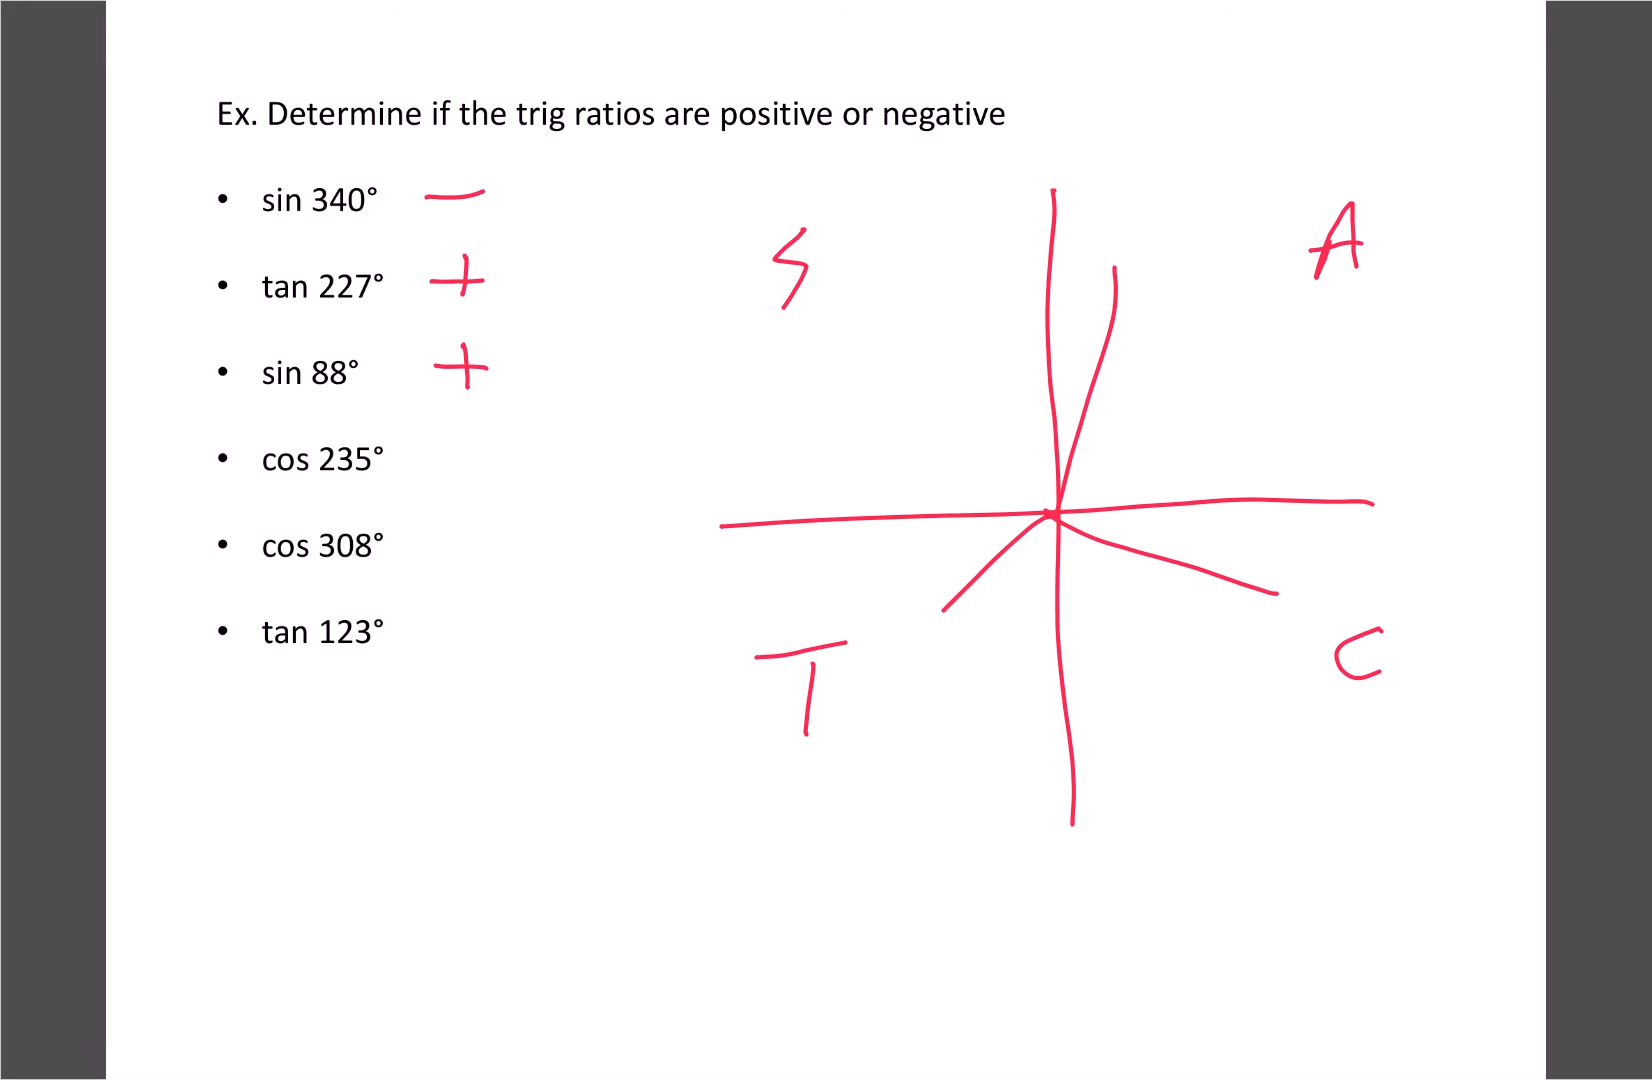 Ex. Determine if the trig ratios are positive or negative
• sin 340° —
• tan 227° +
• sin 88° +
• cos 235°
• cos 308°
• tan 123°
S
A
T
C